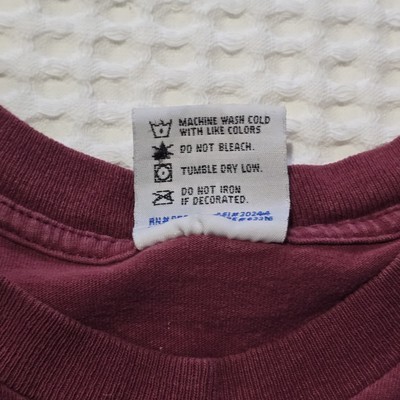 MACHINE WASH COLD
WITH LIKE COLORS
DO NOT BLEACH.
TUMBLE DRY LOW.
DO NOT IRON
IF DECORATED.